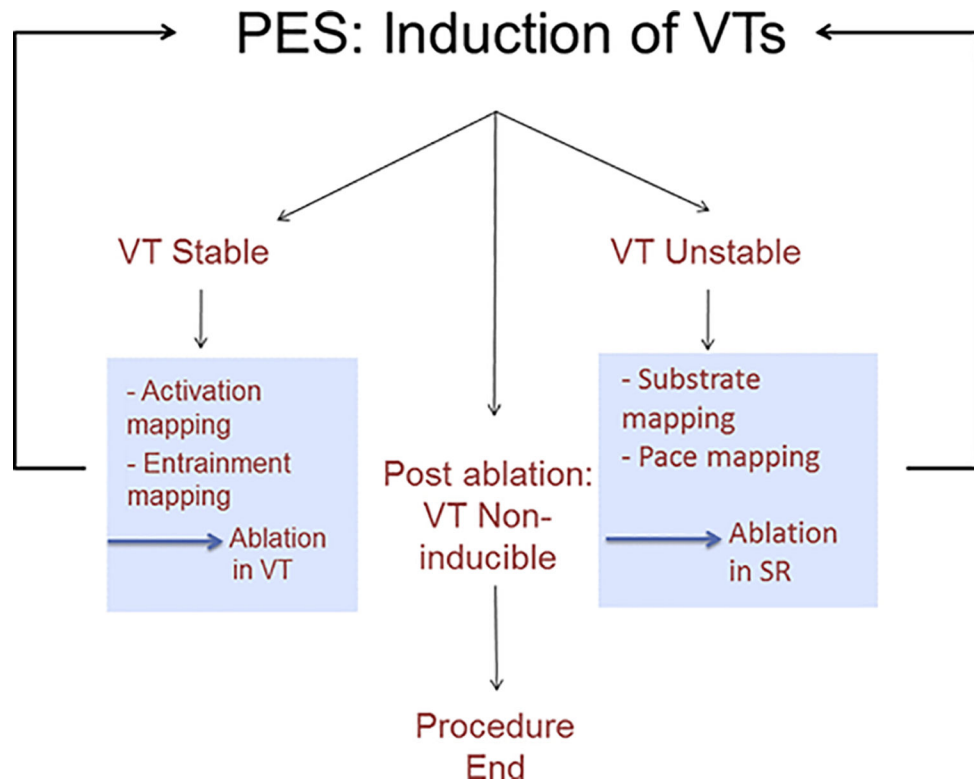 PES: Induction of VTs
VT Stable
VT Unstable
- Activation
mapping
- Entrainment
mapping
Ablation
in VT
Post ablation:
VT Non-
inducible
- Substrate
mapping
- Pace mapping
Ablation
in SR
Procedure
End